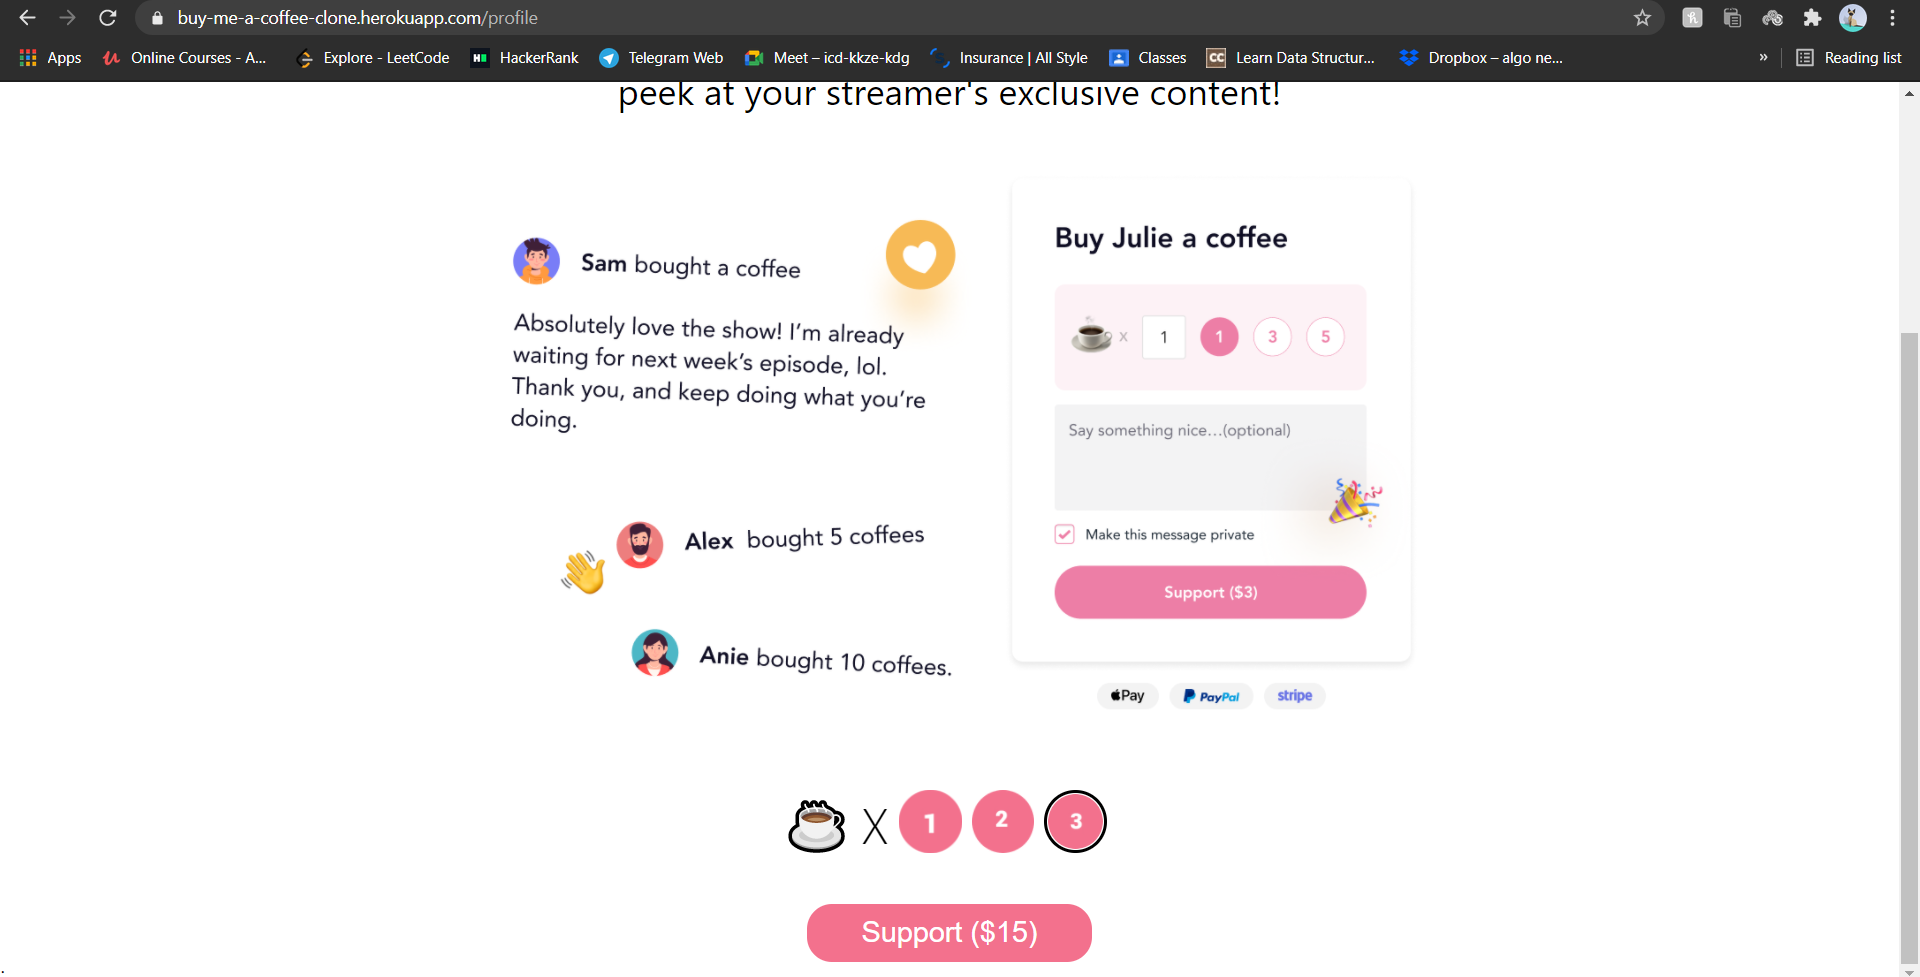 buy-me-a-coffee-clone.herokuapp.com/profile
Apps
Online Courses - A...
Explore - LeetCode
HackerRank
Telegram Web
Meet – icd-kkze-kdg
Insurance | All Style
Classes
CC
Learn Data Structur...
Dropbox – algo ne...
»
Reading list
peek at your streamer's exclusive content!
Sam bought a coffee
Absolutely love the show! I'm already
waiting for next week's episode, lol.
Thank you, and keep doing what you're
doing.
Alex bought 5 coffees
Anie bought 10 coffees.
Buy Julie a coffee
x 1 1 3 5
Say something nice...(optional)
Make this message private
Support ($3)
Pay
PayPal
stripe
X 1 2 3
Support ($15)